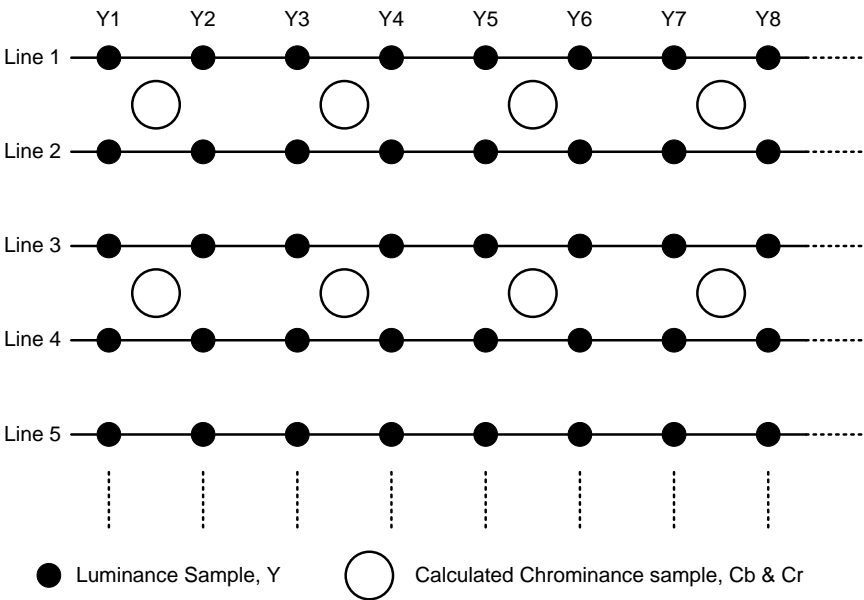 Y1 Y2 Y3 Y4 Y5 Y6 Y7 Y8
Line 1
Line 2
Line 3
Line 4
Line 5
Luminance Sample, Y
Calculated Chrominance sample, Cb & Cr